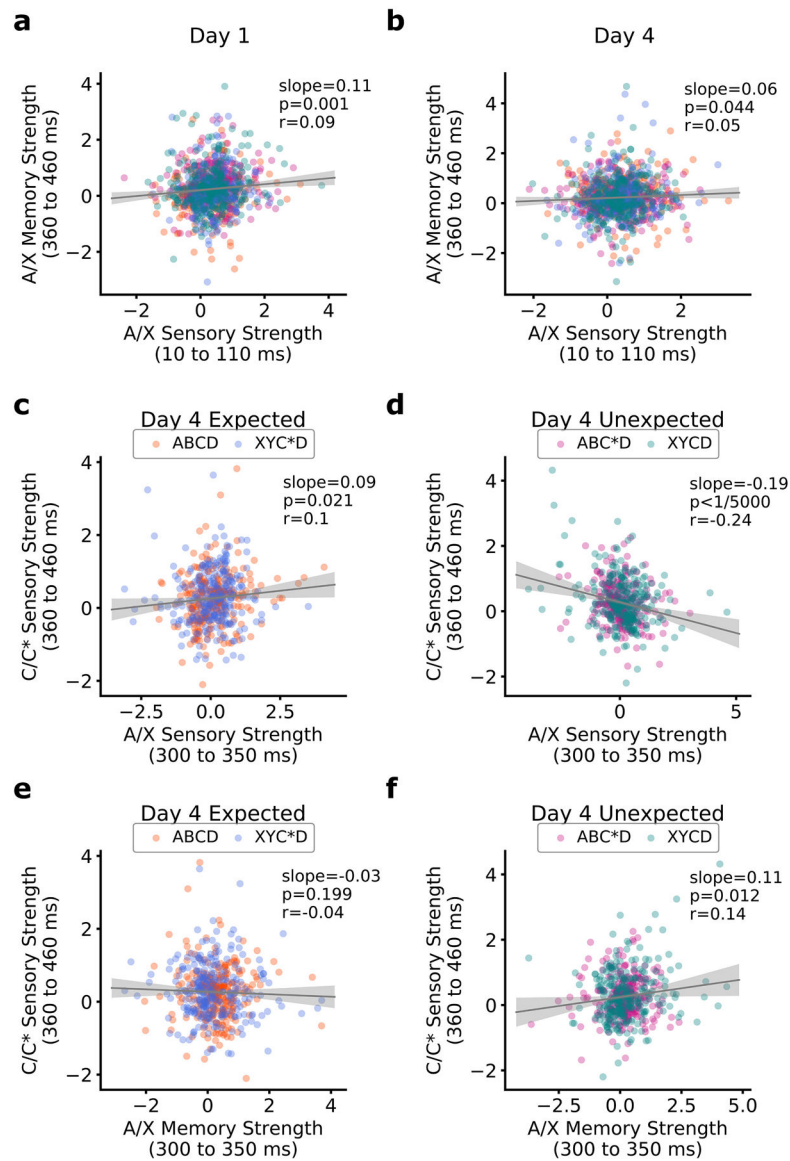 a
Day 1
4
2
0
−2
−2
0
2
4
A/X Memory Strength
(360 to 460 ms)
slope=0.11
p=0.001
r=0.09
A/X Sensory Strength
(10 to 110 ms)
b
Day 4
4
2
0
−2
−2
0
2
A/X Memory Strength
(360 to 460 ms)
slope=0.06
p=0.044
r=0.05
A/X Sensory Strength
(10 to 110 ms)
c
Day 4 Expected
ABCD XYC*D
4
2
0
−2
−2.5
0.0
2.5
C/C* Sensory Strength
(360 to 460 ms)
slope=0.09
p=0.021
r=0.1
A/X Sensory Strength
(300 to 350 ms)
d
Day 4 Unexpected
ABC*D XYCD
4
2
0
−2
0
5
C/C* Sensory Strength
(360 to 460 ms)
slope=-0.19
p<1/5000
r=-0.24
A/X Sensory Strength
(300 to 350 ms)
e
Day 4 Expected
ABCD XYC*D
4
2
0
−2
−2
0
2
4
C/C* Sensory Strength
(360 to 460 ms)
slope=-0.03
p=0.199
r=-0.04
A/X Memory Strength
(300 to 350 ms)
f
Day 4 Unexpected
ABC*D XYCD
4
2
0
−2
−2.5
0.0
2.5
5.0
C/C* Sensory Strength
(360 to 460 ms)
slope=0.11
p=0.012
r=0.14
A/X Memory Strength
(300 to 350 ms)